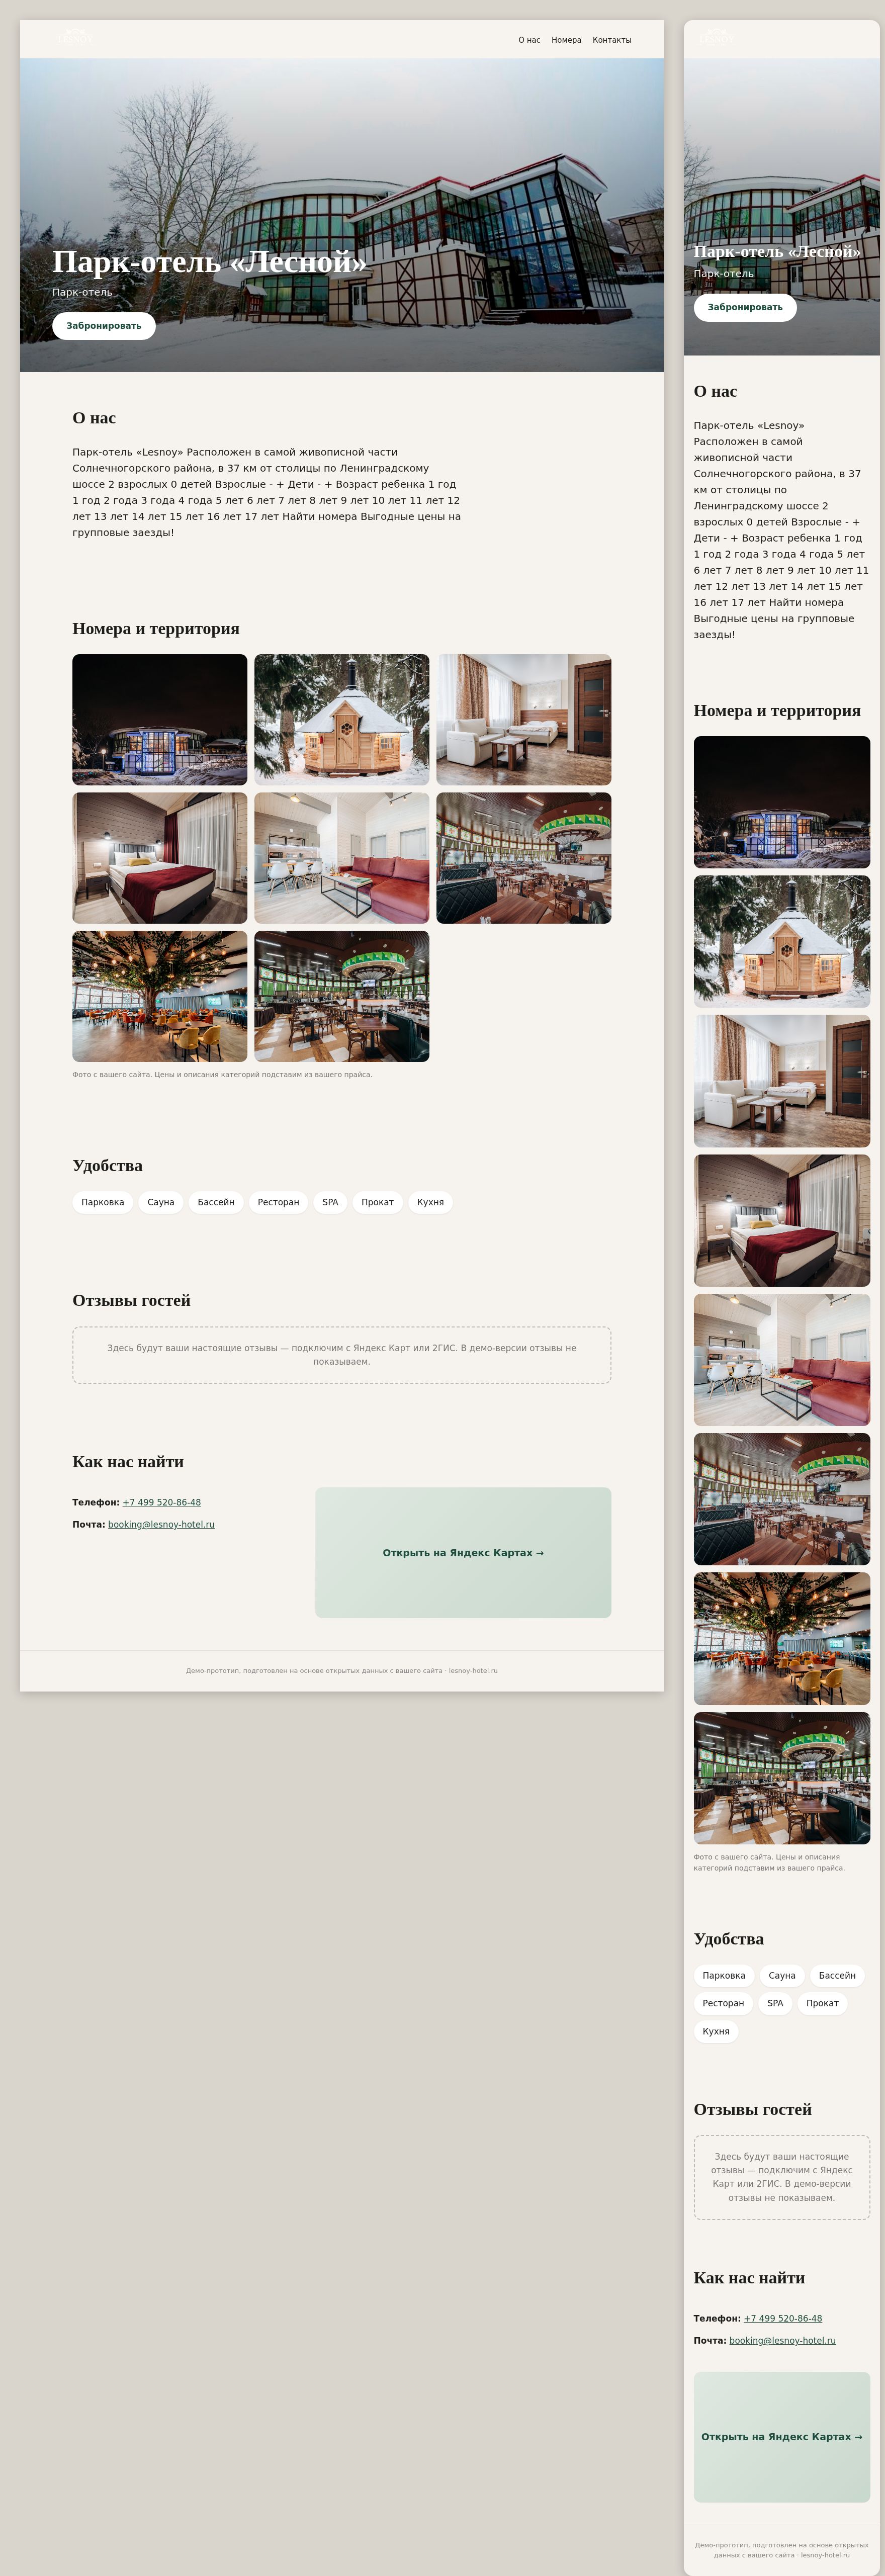 О нас Номера Контакты
Парк-отель «Лесной»
Парк-отель
Забронировать
О нас
Парк-отель «Lesnoy» Расположен в самой живописной части
Солнечногорского района, в 37 км от столицы по Ленинградскому
шоссе 2 взрослых 0 детей Взрослые - + Дети - + Возраст ребенка 1 год
1 год 2 года 3 года 4 года 5 лет 6 лет 7 лет 8 лет 9 лет 10 лет 11 лет 12
лет 13 лет 14 лет 15 лет 16 лет 17 лет Найти номера Выгодные цены на
групповые заезды!
Номера и территория
Фото с вашего сайта. Цены и описания категорий подставим из вашего прайса.
Удобства
Парковка Сауна Бассейн Ресторан SPA Прокат Кухня
Отзывы гостей
Здесь будут ваши настоящие отзывы — подключим с Яндекс Карт или 2ГИС. В демо-версии отзывы не
показываем.
Как нас найти
Телефон: +7 499 520-86-48
Почта: booking@lesnoy-hotel.ru
Открыть на Яндекс Картах →
Демо-прототип, подготовлен на основе открытых данных с вашего сайта · lesnoy-hotel.ru
Парк-отель «Лесной»
Парк-отель
Забронировать
О нас
Парк-отель «Lesnoy»
Расположен в самой
живописной части
Солнечногорского района, в 37
км от столицы по
Ленинградскому шоссе 2
взрослых 0 детей Взрослые - +
Дети - + Возраст ребенка 1 год
1 год 2 года 3 года 4 года 5 лет
6 лет 7 лет 8 лет 9 лет 10 лет 11
лет 12 лет 13 лет 14 лет 15 лет
16 лет 17 лет Найти номера
Выгодные цены на групповые
заезды!
Номера и территория
Фото с вашего сайта. Цены и описания
категорий подставим из вашего прайса.
Удобства
Парковка Сауна Бассейн
Ресторан SPA Прокат
Кухня
Отзывы гостей
Здесь будут ваши настоящие
отзывы — подключим с Яндекс
Карт или 2ГИС. В демо-версии
отзывы не показываем.
Как нас найти
Телефон: +7 499 520-86-48
Почта: booking@lesnoy-hotel.ru
Открыть на Яндекс Картах →
Демо-прототип, подготовлен на основе открытых
данных с вашего сайта · lesnoy-hotel.ru